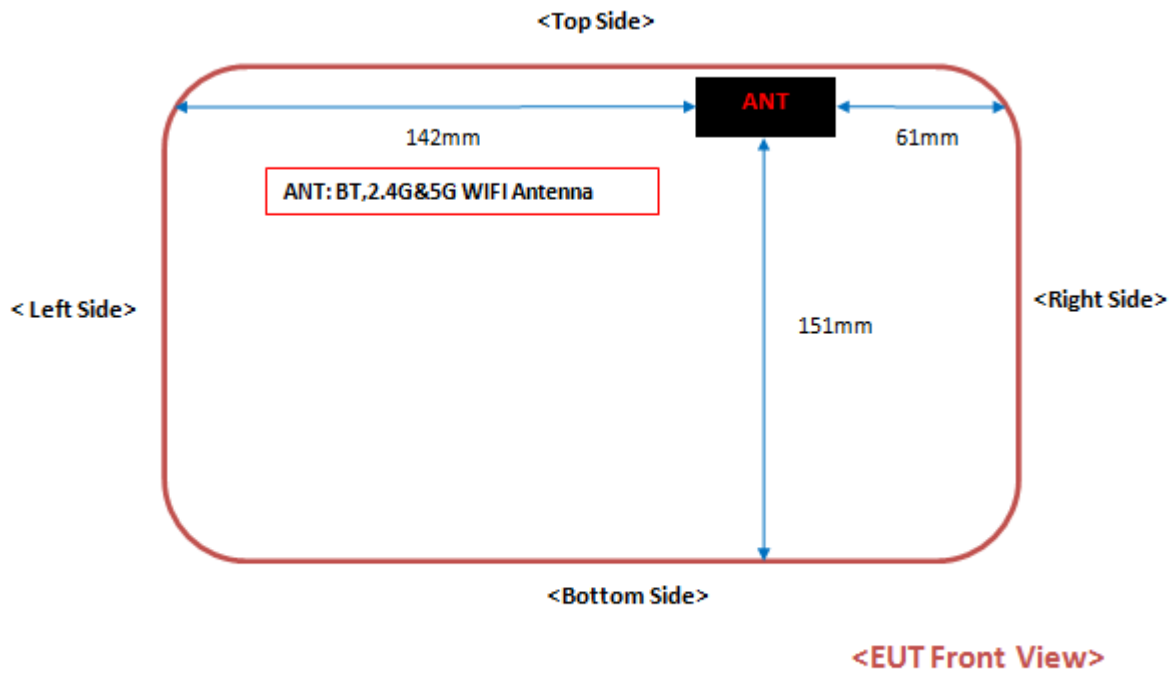 <Top Side>
ANT
142mm
61mm
ANT: BT,2.4G&5G WIFI Antenna
< Left Side>
<Right Side>
151mm
<Bottom Side>
<EUT Front View>